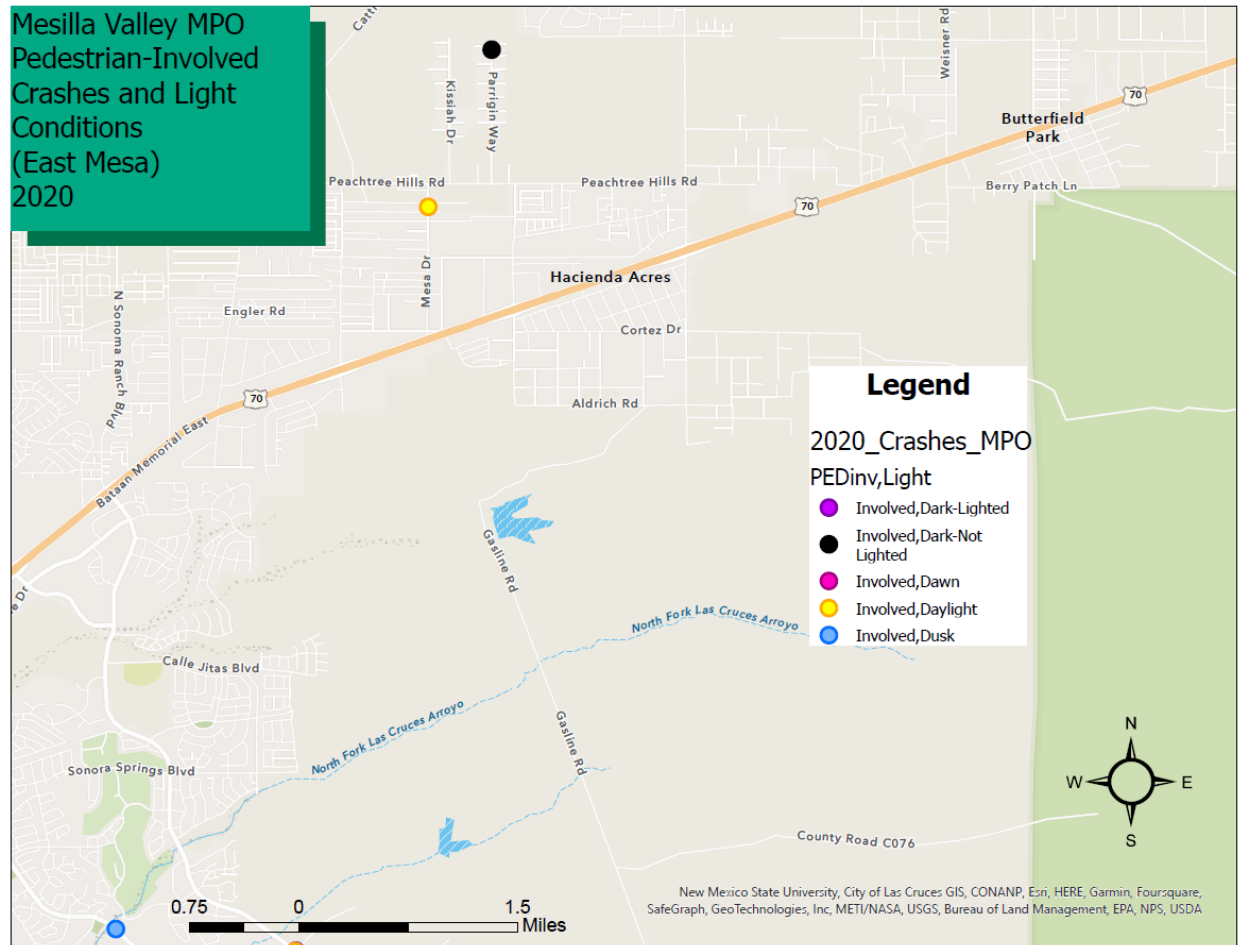 Mesilla Valley MPO
Pedestrian-Involved
Crashes and Light
Conditions
(East Mesa)
2020
Weisner Rd
70
Butterfield
Park
Kissiah Dr
Parrigin Way
Peachtree Hills Rd
Peachtree Hills Rd
Berry Patch Ln
70
Mesa Dr
Hacienda Acres
N Sonoma Ranch Blvd
Engler Rd
Cortez Dr
70
Aldrich Rd
Bataan Memorial East
Legend
2020_Crashes_MPO
PEDinv,Light
Involved,Dark-Lighted
Involved,Dark-Not
Lighted
Involved,Dawn
Involved,Daylight
Involved,Dusk
Gasline Rd
North Fork Las Cruces Arroyo
Calle Jitas Blvd
North Fork Las Cruces Arroyo
Gasline Rd
Sonora Springs Blvd
N
W
E
S
County Road C076
0.75
0
1.5
Miles
New Mexico State University, City of Las Cruces GIS, CONANP, Esri, HERE, Garmin, Foursquare,
SafeGraph, GeoTechnologies, Inc, METI/NASA, USGS, Bureau of Land Management, EPA, NPS, USDA